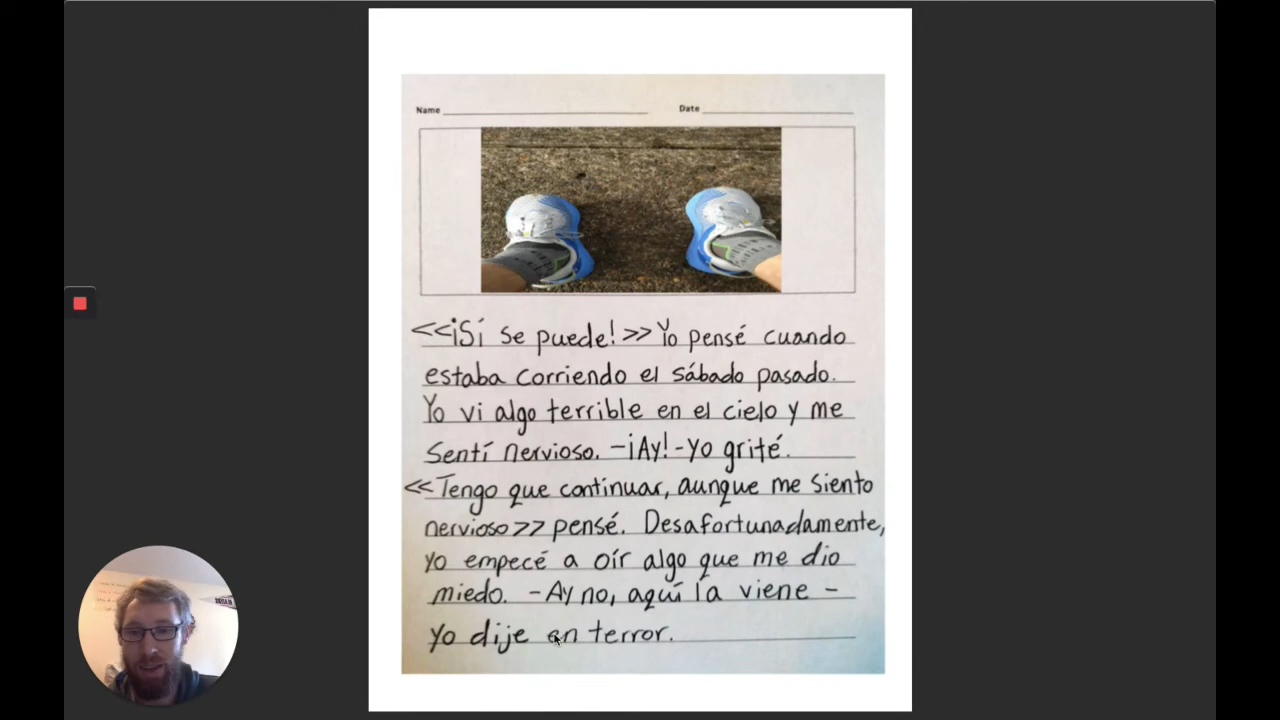 Name Date
<<¡Sí se puede!>> Yo pensé cuando
estaba corriendo el sábado pasado.
Yo vi algo terrible en el cielo y me
sentí nervioso. -¡Ay!- yo grité.
<<Tengo que continuar, aunque me siento
nervioso>> pensé. Desafortunadamente,
yo empecé a oír algo que me dio
miedo. -Ay no, aquí la viene -
yo dije en terror.